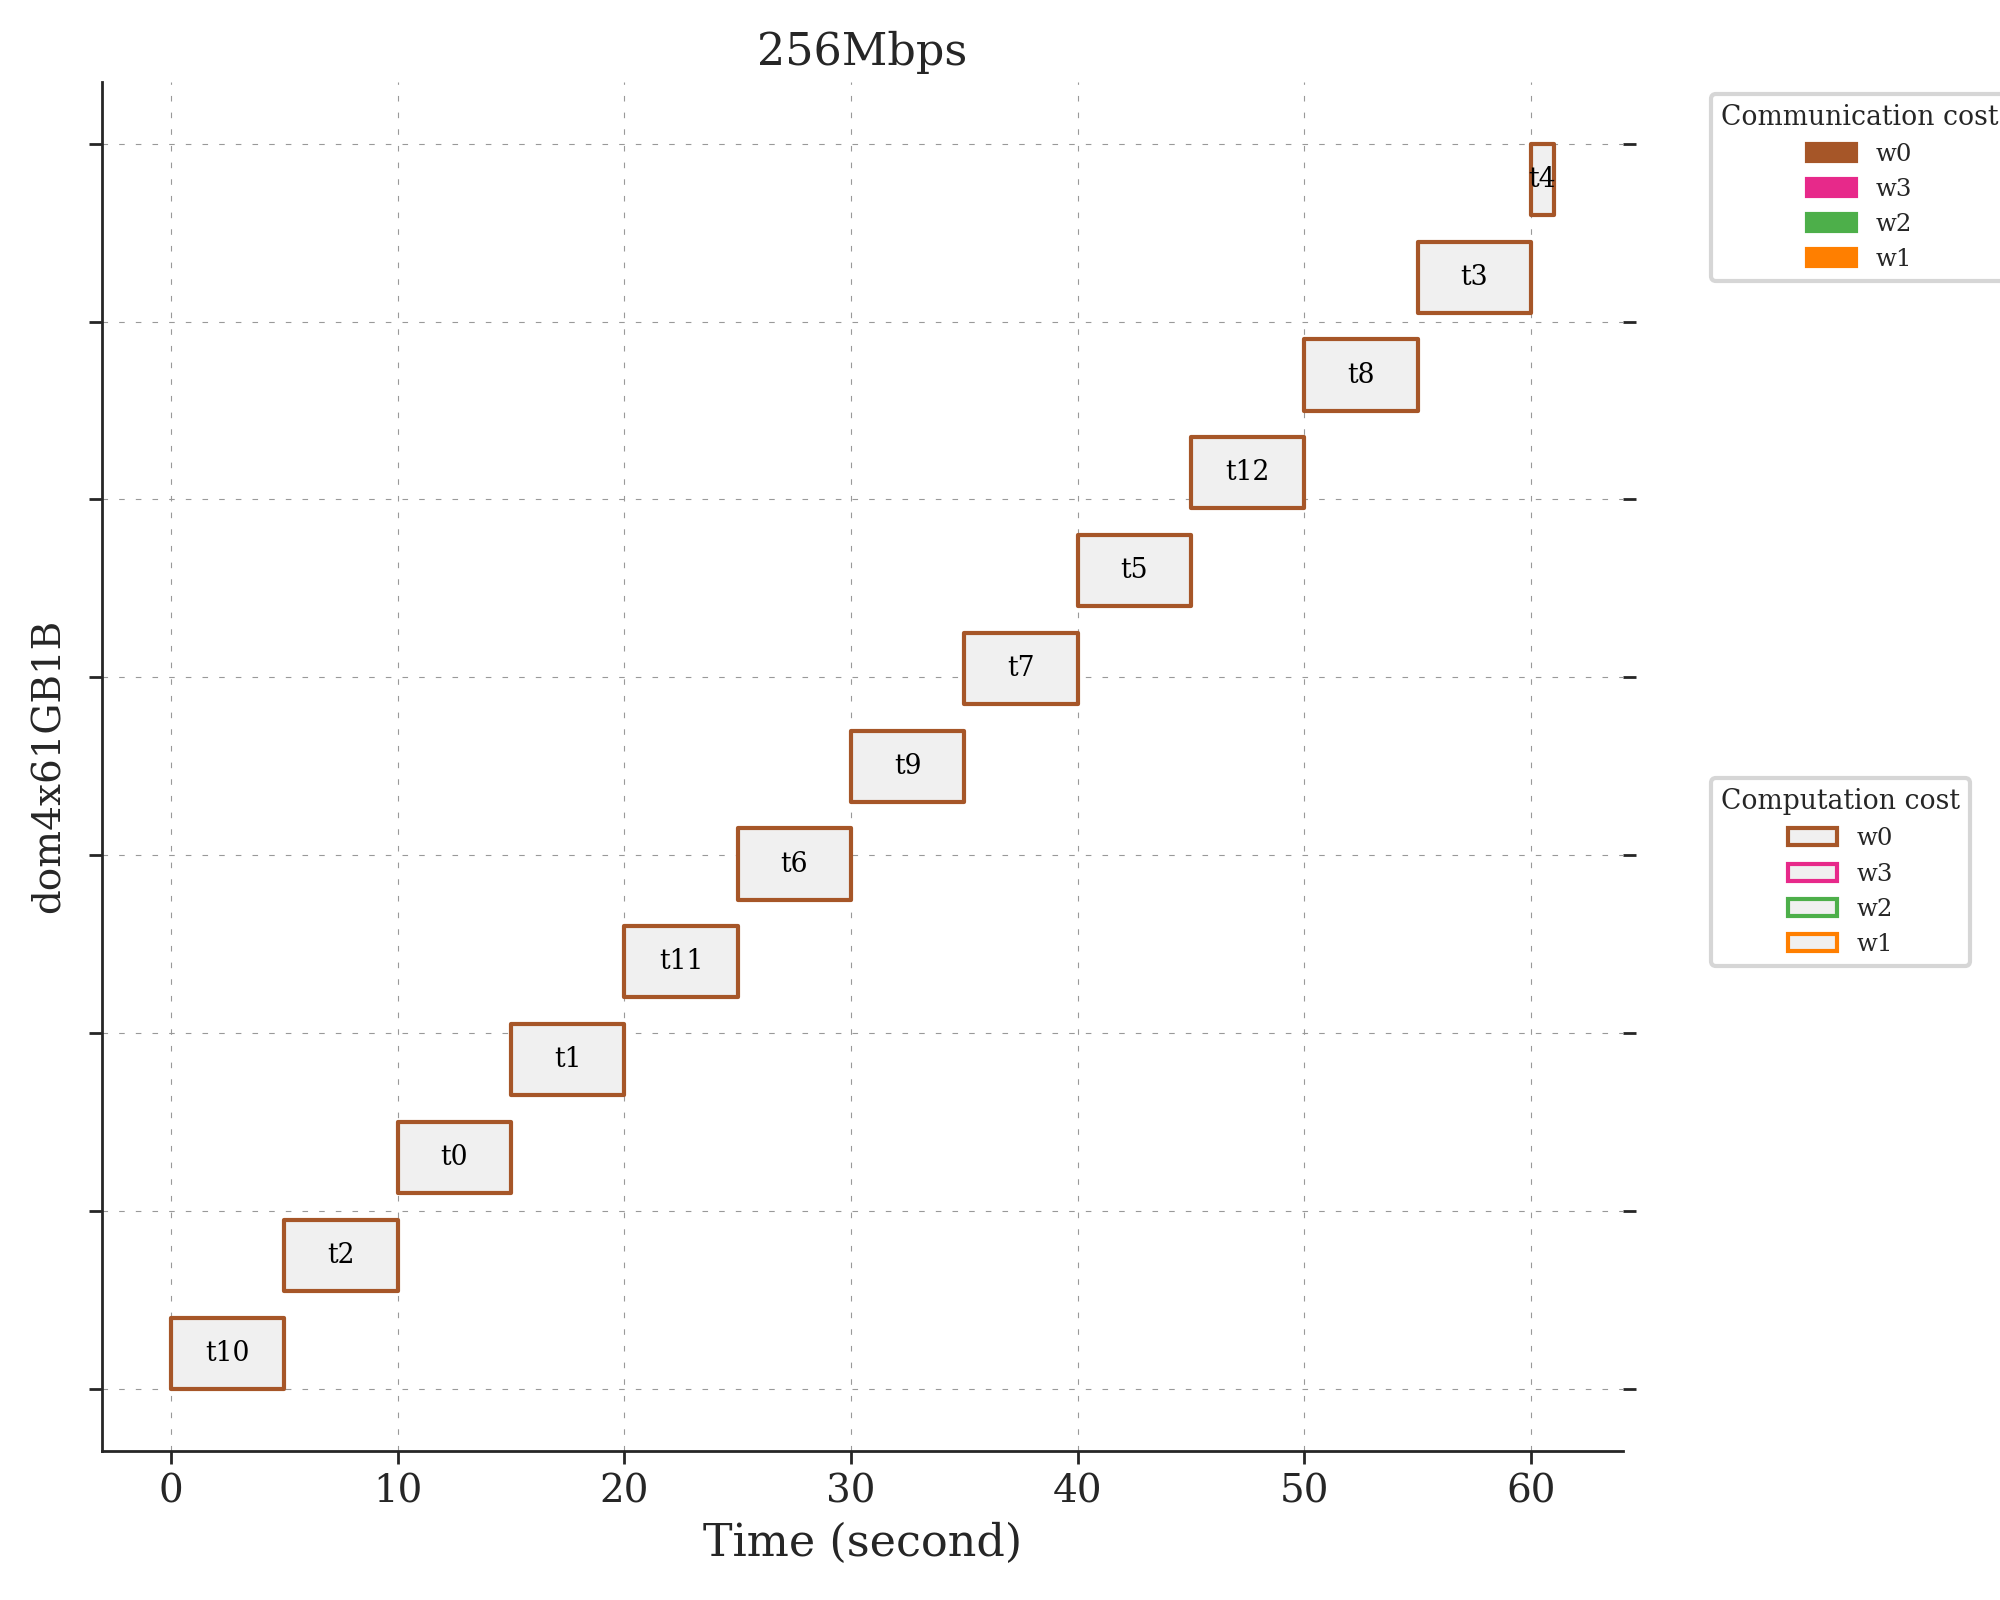 256Mbps
Communication cost
w0
w3
w2
w1
t4
t3
t8
t12
t5
t7
t9
t6
t11
t1
t0
t2
t10
dom4x61GB1B
Computation cost
w0
w3
w2
w1
0 10 20 30 40 50 60
Time (second)